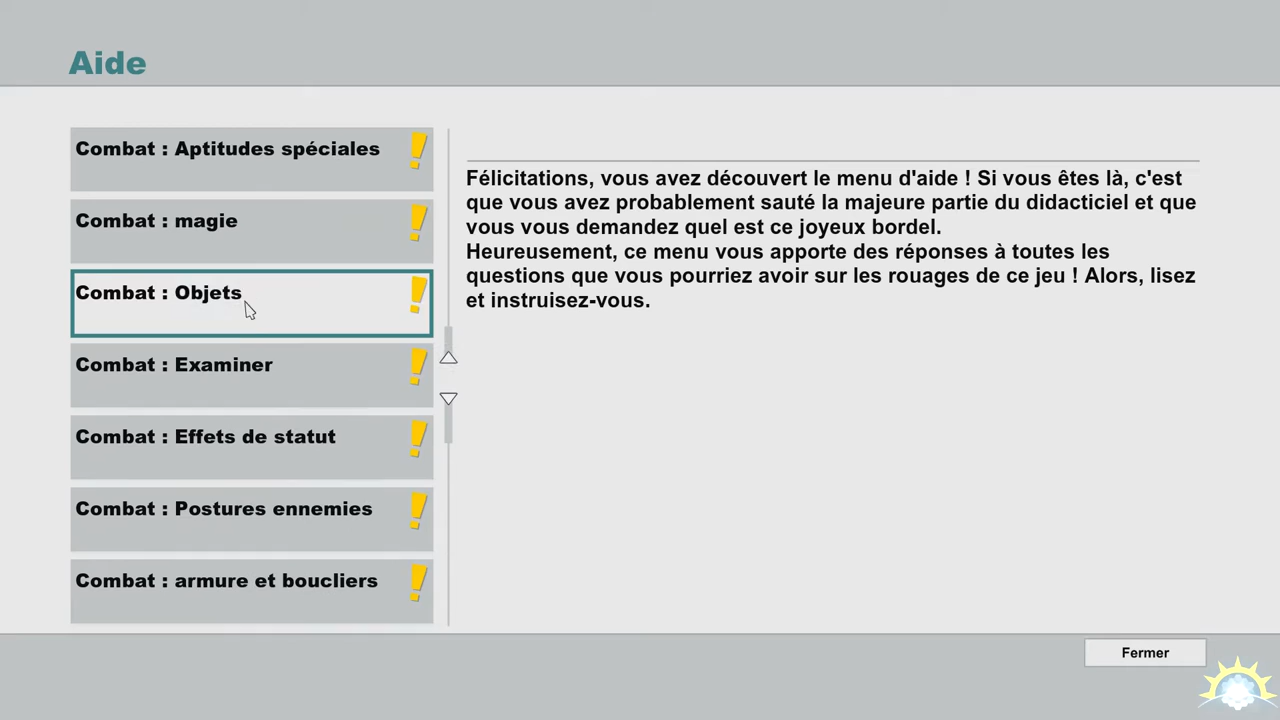 Aide
Combat : Aptitudes spéciales
Combat : magie
Combat : Objets
Combat : Examiner
Combat : Effets de statut
Combat : Postures ennemies
Combat : armure et boucliers
Félicitations, vous avez découvert le menu d'aide ! Si vous êtes là, c'est
que vous avez probablement sauté la majeure partie du didacticiel et que
vous vous demandez quel est ce joyeux bordel.
Heureusement, ce menu vous apporte des réponses à toutes les
questions que vous pourriez avoir sur les rouages de ce jeu ! Alors, lisez
et instruisez-vous.
Fermer